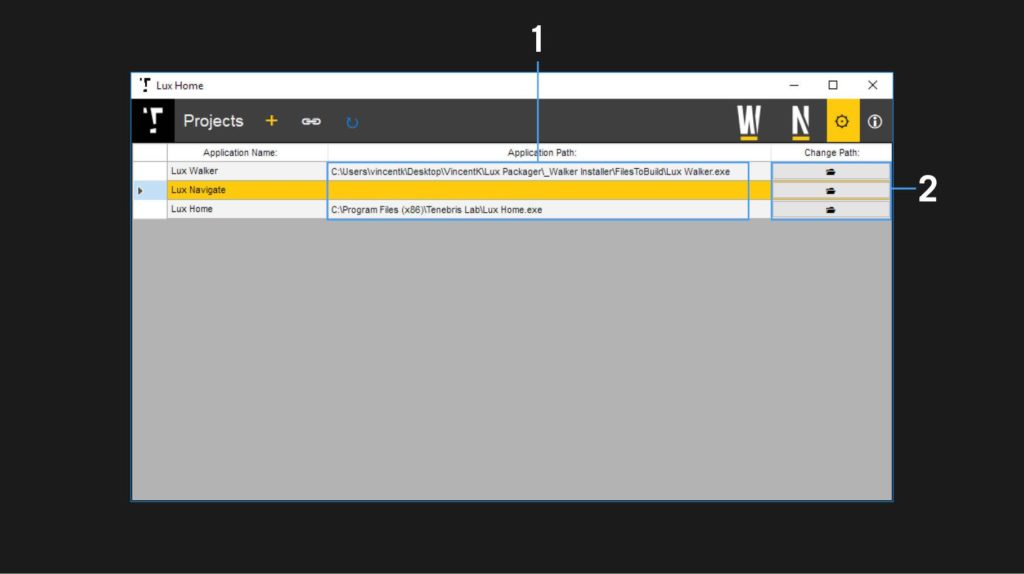 1
Lux Home
Projects
W N
Application Name: Application Path: Change Path:
Lux Walker C:\Users\vincentk\Desktop\VincentK\Lux Packager\_Walker Installer\FilesToBuild\Lux Walker.exe
Lux Navigate
2
Lux Home C:\Program Files (x86)\Tenebris Lab\Lux Home.exe